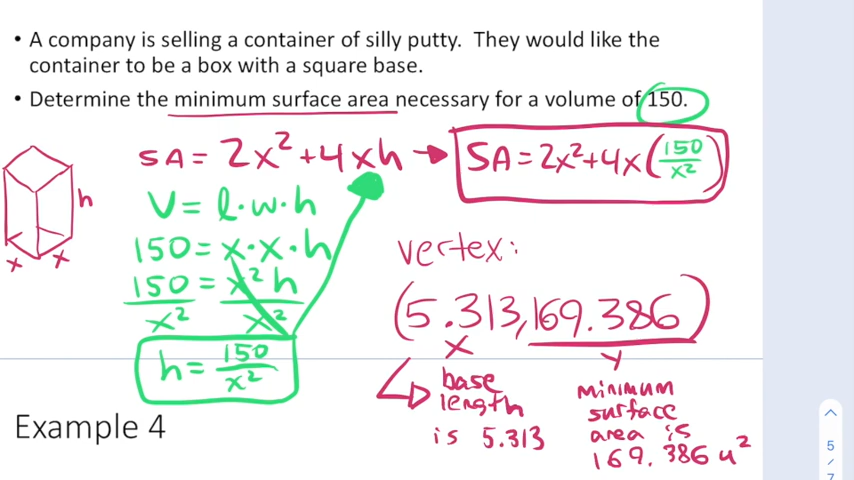 • A company is selling a container of silly putty. They would like the
container to be a box with a square base.
• Determine the minimum surface area necessary for a volume of 150.
SA = 2x² + 4xh → SA = 2x² + 4x(150/x²)
h
x x
V = l · w · h
150 = x · x · h
150 = x² h
x² x²
h = 150/x²
vertex:
(5.313, 169.386)
x y
base
length
is 5.313
minimum
surface
area is
169.386 u²
Example 4
5
/
7